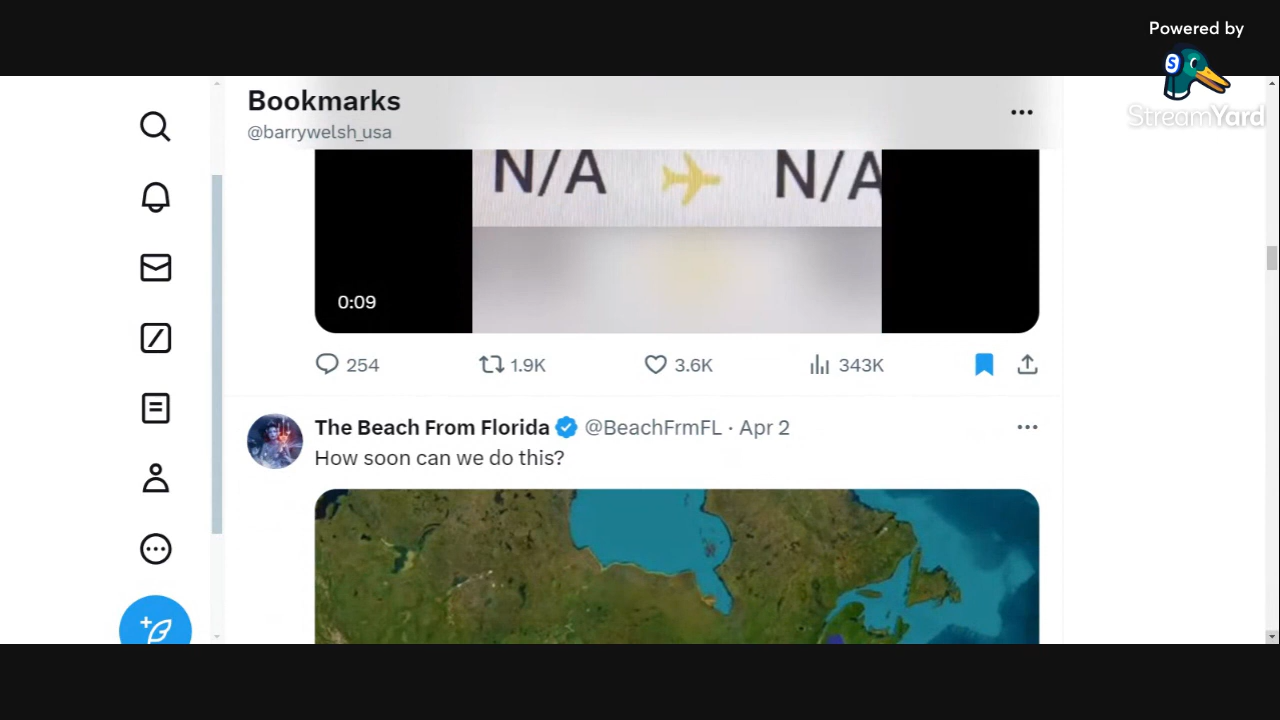 Powered by
StreamYard
Bookmarks
@barrywelsh_usa
N/A N/A
0:09
254 1.9K 3.6K 343K
The Beach From Florida @BeachFrmFL · Apr 2
How soon can we do this?